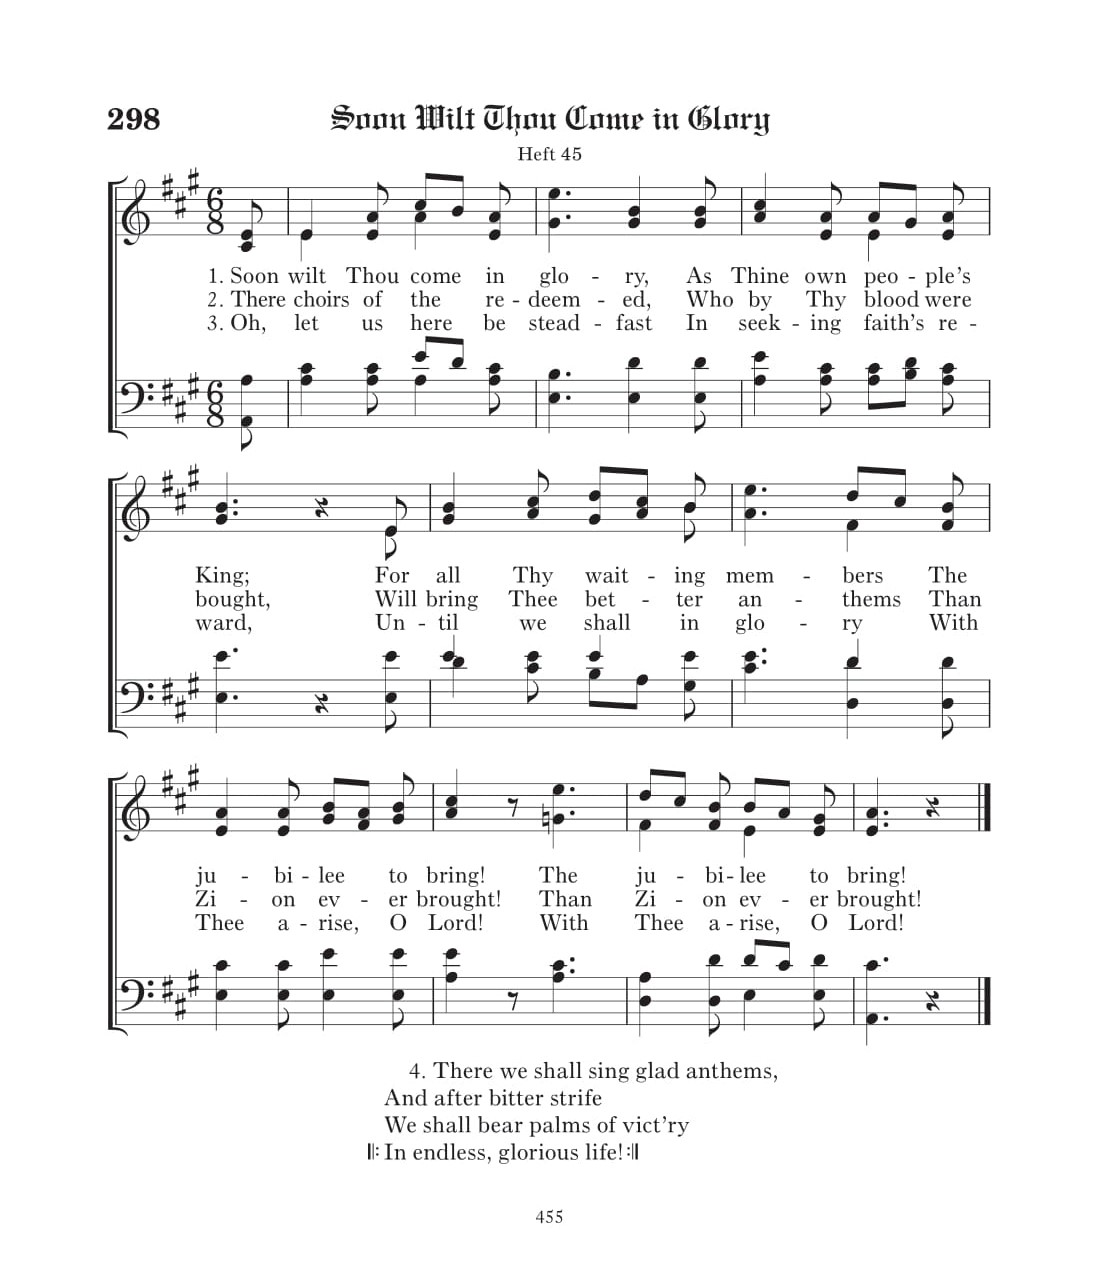 298 Soon Wilt Thou Come in Glory
Heft 45
1. Soon wilt Thou come in glo - ry, As Thine own peo - ple's
2. There choirs of the re - deem - ed, Who by Thy blood were
3. Oh, let us here be stead - fast In seek - ing faith's re -
King; For all Thy wait - ing mem - bers The
bought, Will bring Thee bet - ter an - thems Than
ward, Un - til we shall in glo - ry With
ju - bi - lee to bring! The ju - bi - lee to bring!
Zi - on ev - er brought! Than Zi - on ev - er brought!
Thee a - rise, O Lord! With Thee a - rise, O Lord!
4. There we shall sing glad anthems,
And after bitter strife
We shall bear palms of vict'ry
𝄆 In endless, glorious life! 𝄇
455